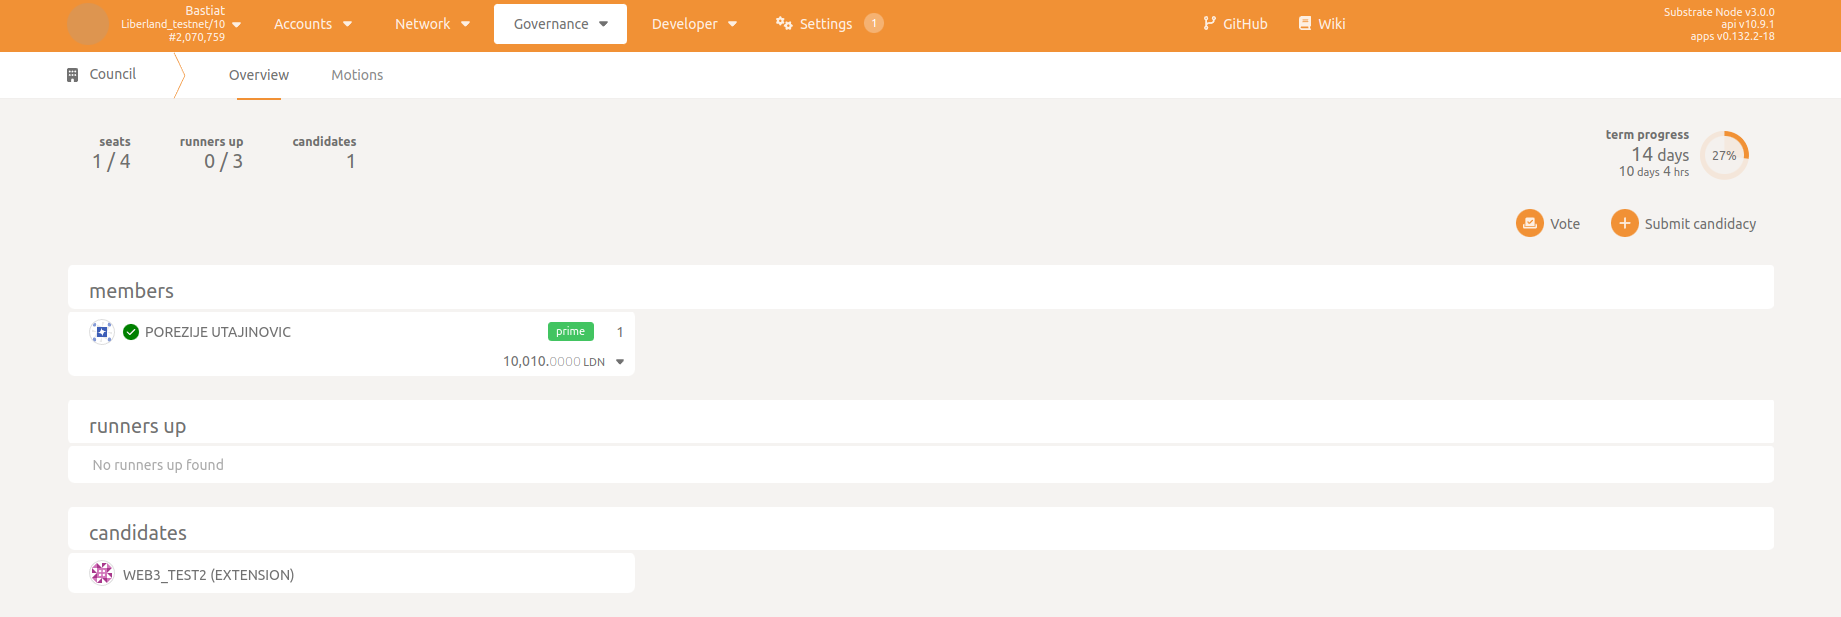 Bastiat
Liberland_testnet/10
#2,070,759
Accounts
Network
Governance
Developer
Settings
1
GitHub
Wiki
Substrate Node v3.0.0
api v10.9.1
apps v0.132.2-18
Council
Overview
Motions
seats
1 / 4
runners up
0 / 3
candidates
1
term progress
14 days
10 days 4 hrs
27%
Vote
Submit candidacy
members
POREZIJE UTAJINOVIC
prime
1
10,010.0000 LDN
runners up
No runners up found
candidates
WEB3_TEST2 (EXTENSION)